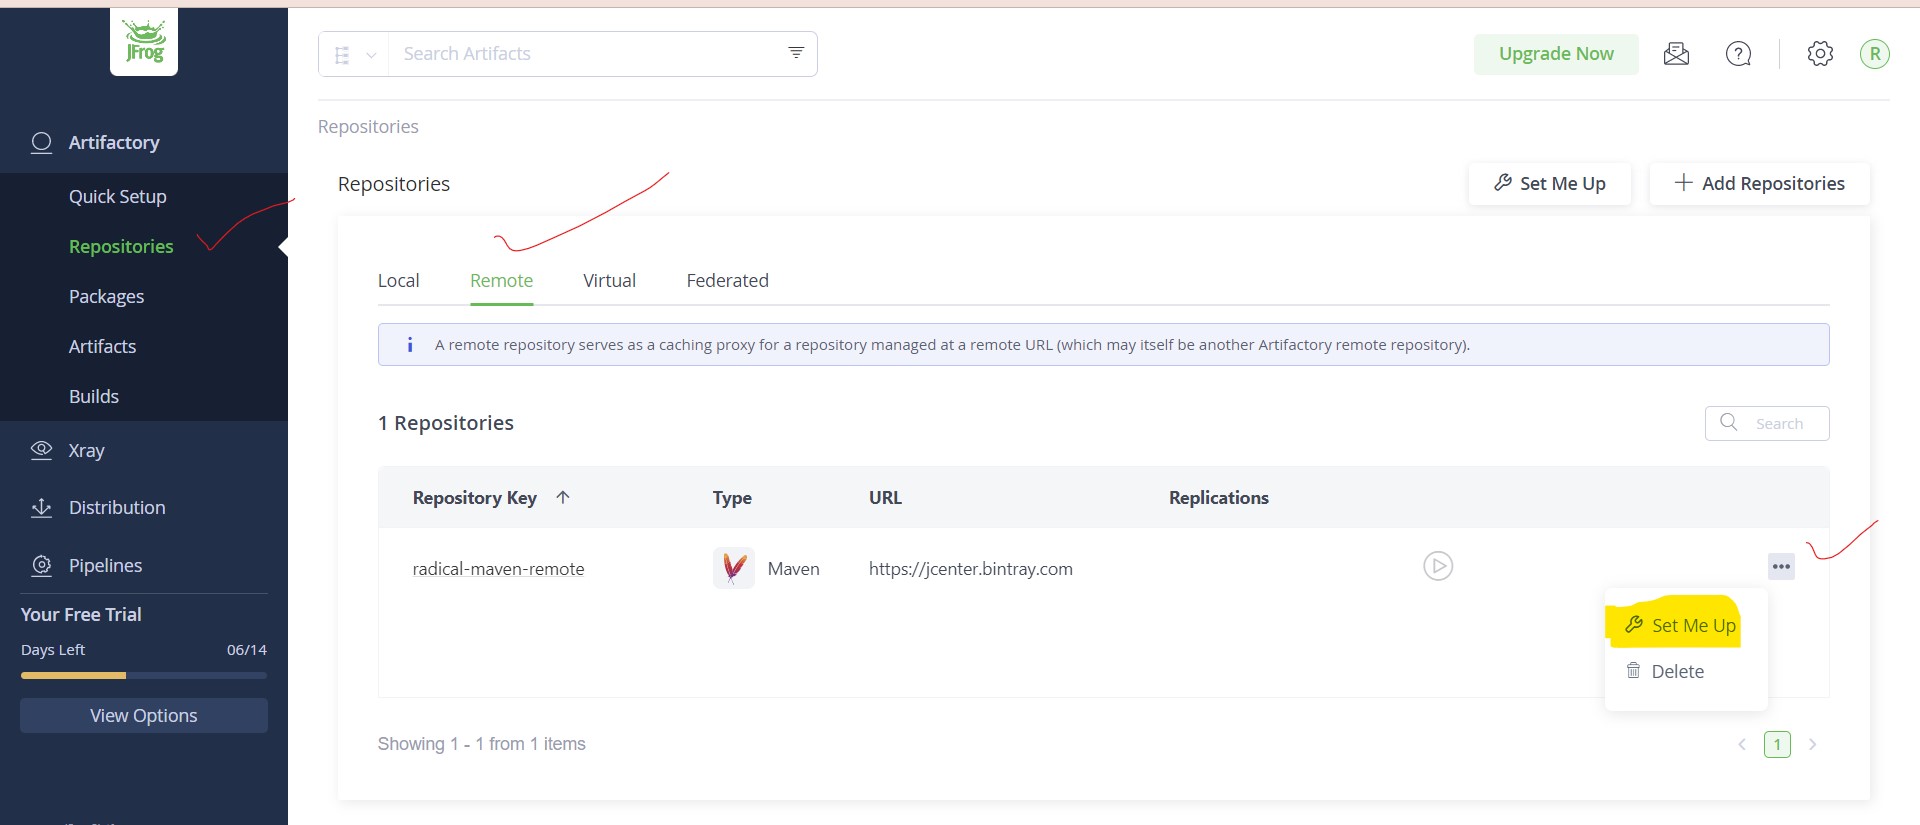 JFrog
Search Artifacts
Upgrade Now
R
Artifactory
Quick Setup
Repositories
Packages
Artifacts
Builds
Xray
Distribution
Pipelines
Your Free Trial
Days Left 06/14
View Options
Repositories
Repositories
Set Me Up
Add Repositories
Local Remote Virtual Federated
A remote repository serves as a caching proxy for a repository managed at a remote URL (which may itself be another Artifactory remote repository).
1 Repositories
Search
Repository Key Type URL Replications
radical-maven-remote Maven https://jcenter.bintray.com
Set Me Up
Delete
Showing 1 - 1 from 1 items
1